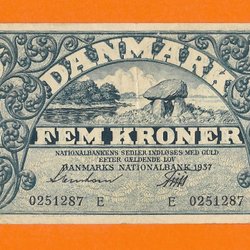 DANMARK
FEM KRONER
NATIONALBANKENS SEDLER INDLØSES MED GULD
EFTER GÆLDENDE LOV
DANMARKS NATIONALBANK 1937
0251287 E E 0251287